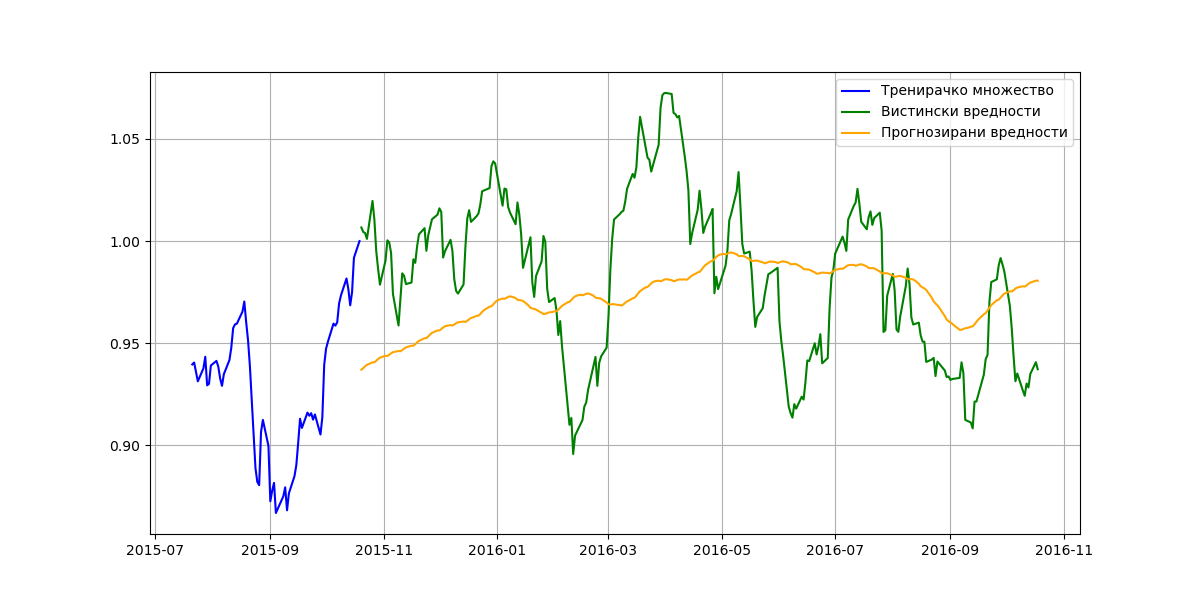 Тренирачко множество
Вистински вредности
Прогнозирани вредности
1.05
1.00
0.95
0.90
2015-07 2015-09 2015-11 2016-01 2016-03 2016-05 2016-07 2016-09 2016-11